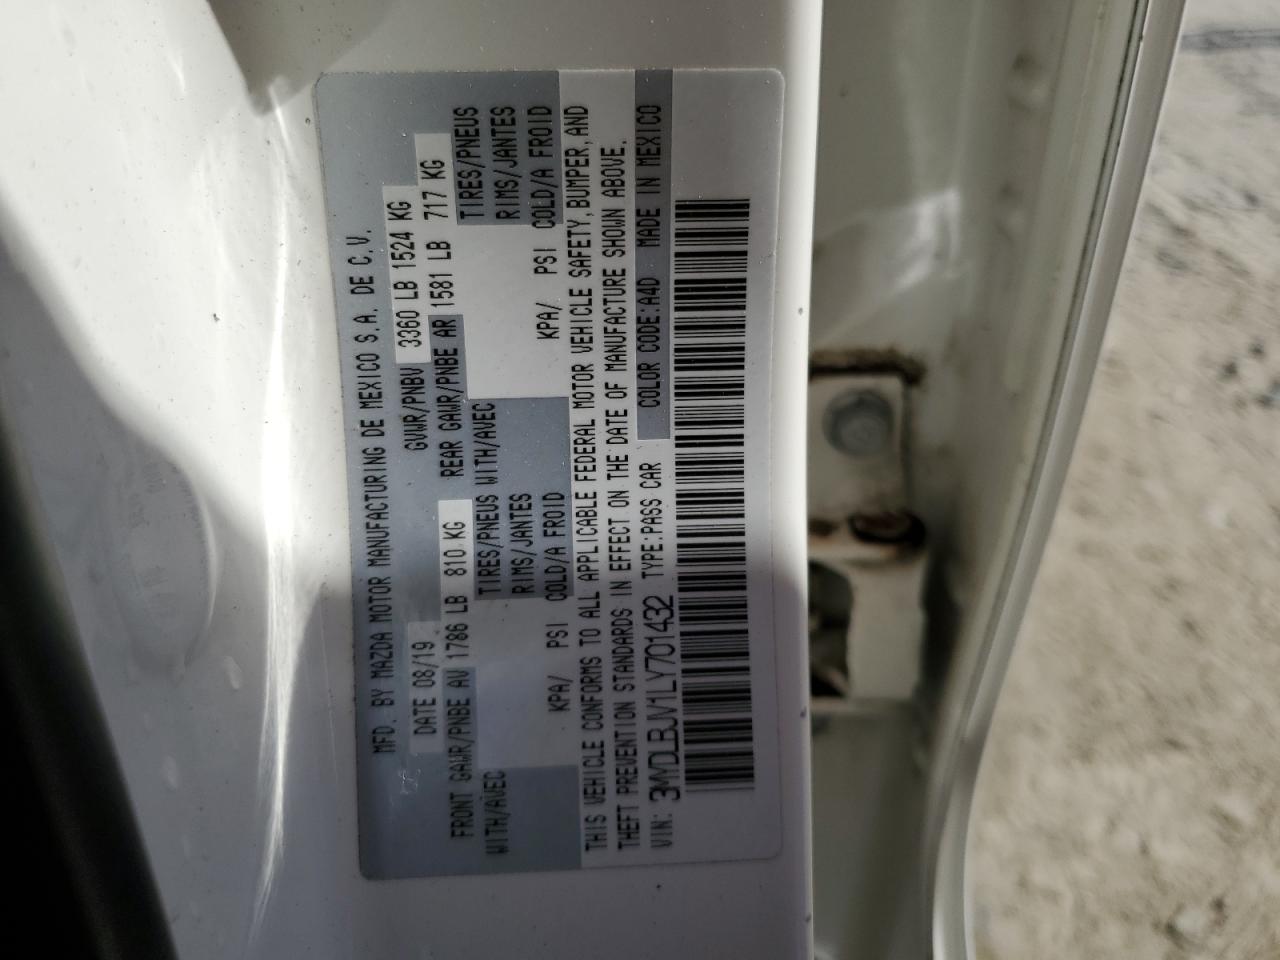 MFD. BY MAZDA MOTOR MANUFACTURING DE MEXICO S.A. DE C.V.
DATE 08/19 GVWR/PNBV 3360 LB 1524 KG
FRONT GAWR/PNBE AV 1786 LB 810 KG REAR GAWR/PNBE AR 1581 LB 717 KG
WITH/AVEC TIRES/PNEUS WITH/AVEC TIRES/PNEUS
RIMS/JANTES RIMS/JANTES
KPA/ PSI COLD/A FROID KPA/ PSI COLD/A FROID
THIS VEHICLE CONFORMS TO ALL APPLICABLE FEDERAL MOTOR VEHICLE SAFETY, BUMPER, AND
THEFT PREVENTION STANDARDS IN EFFECT ON THE DATE OF MANUFACTURE SHOWN ABOVE.
VIN: 3MYDLBJV1LY701432 TYPE:PASS CAR COLOR CODE:A4D MADE IN MEXICO